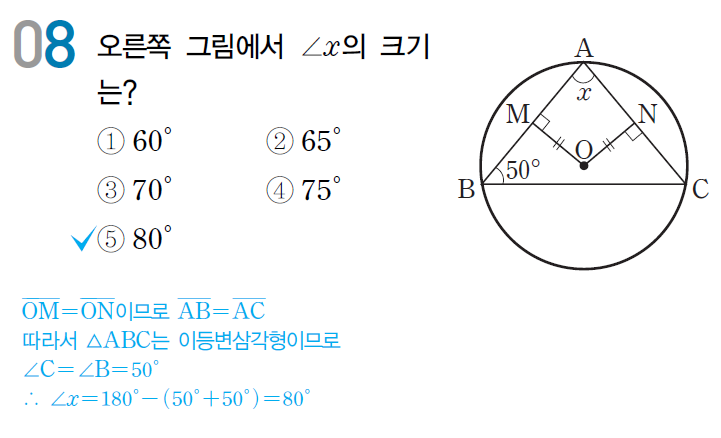 08 오른쪽 그림에서 ∠x의 크기
는?
① 60° ② 65°
③ 70° ④ 75°
⑤ 80°
A
x
M N
O
B 50° C
OM=ON이므로 AB=AC
따라서 △ABC는 이등변삼각형이므로
∠C=∠B=50°
∴ ∠x=180°-(50°+50°)=80°